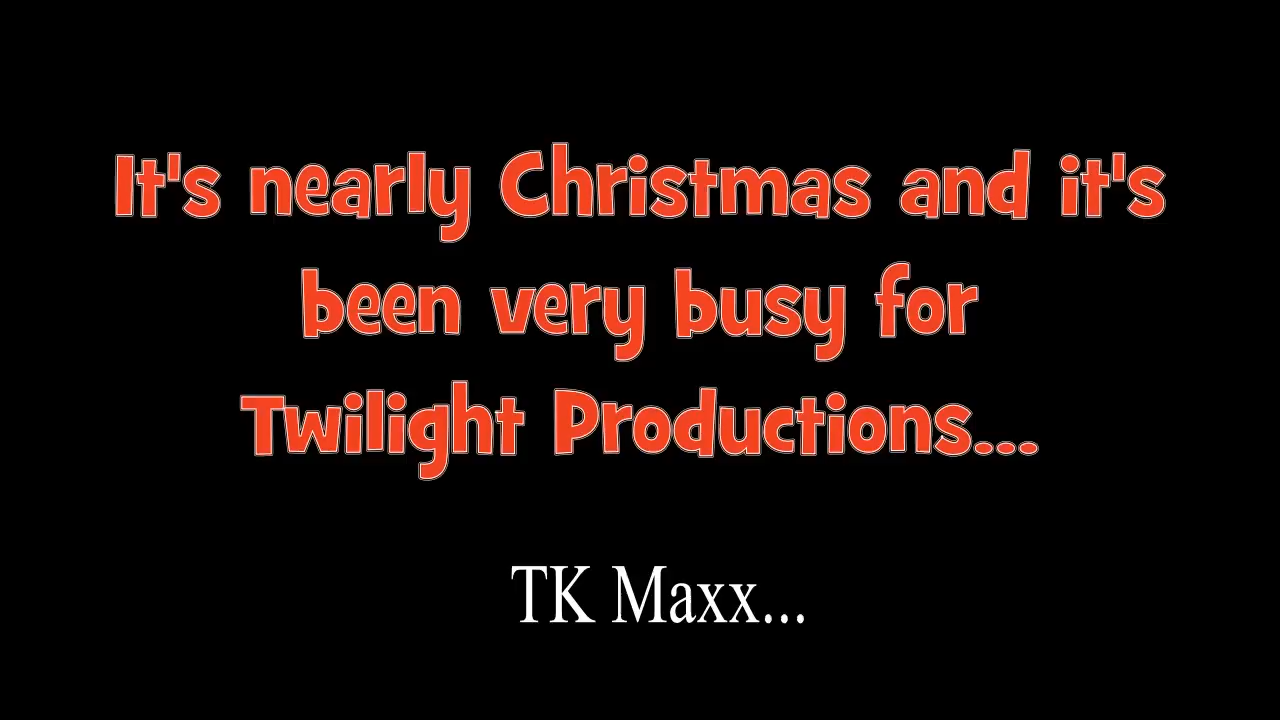 It's nearly Christmas and it's
been very busy for
Twilight Productions...
TK Maxx...